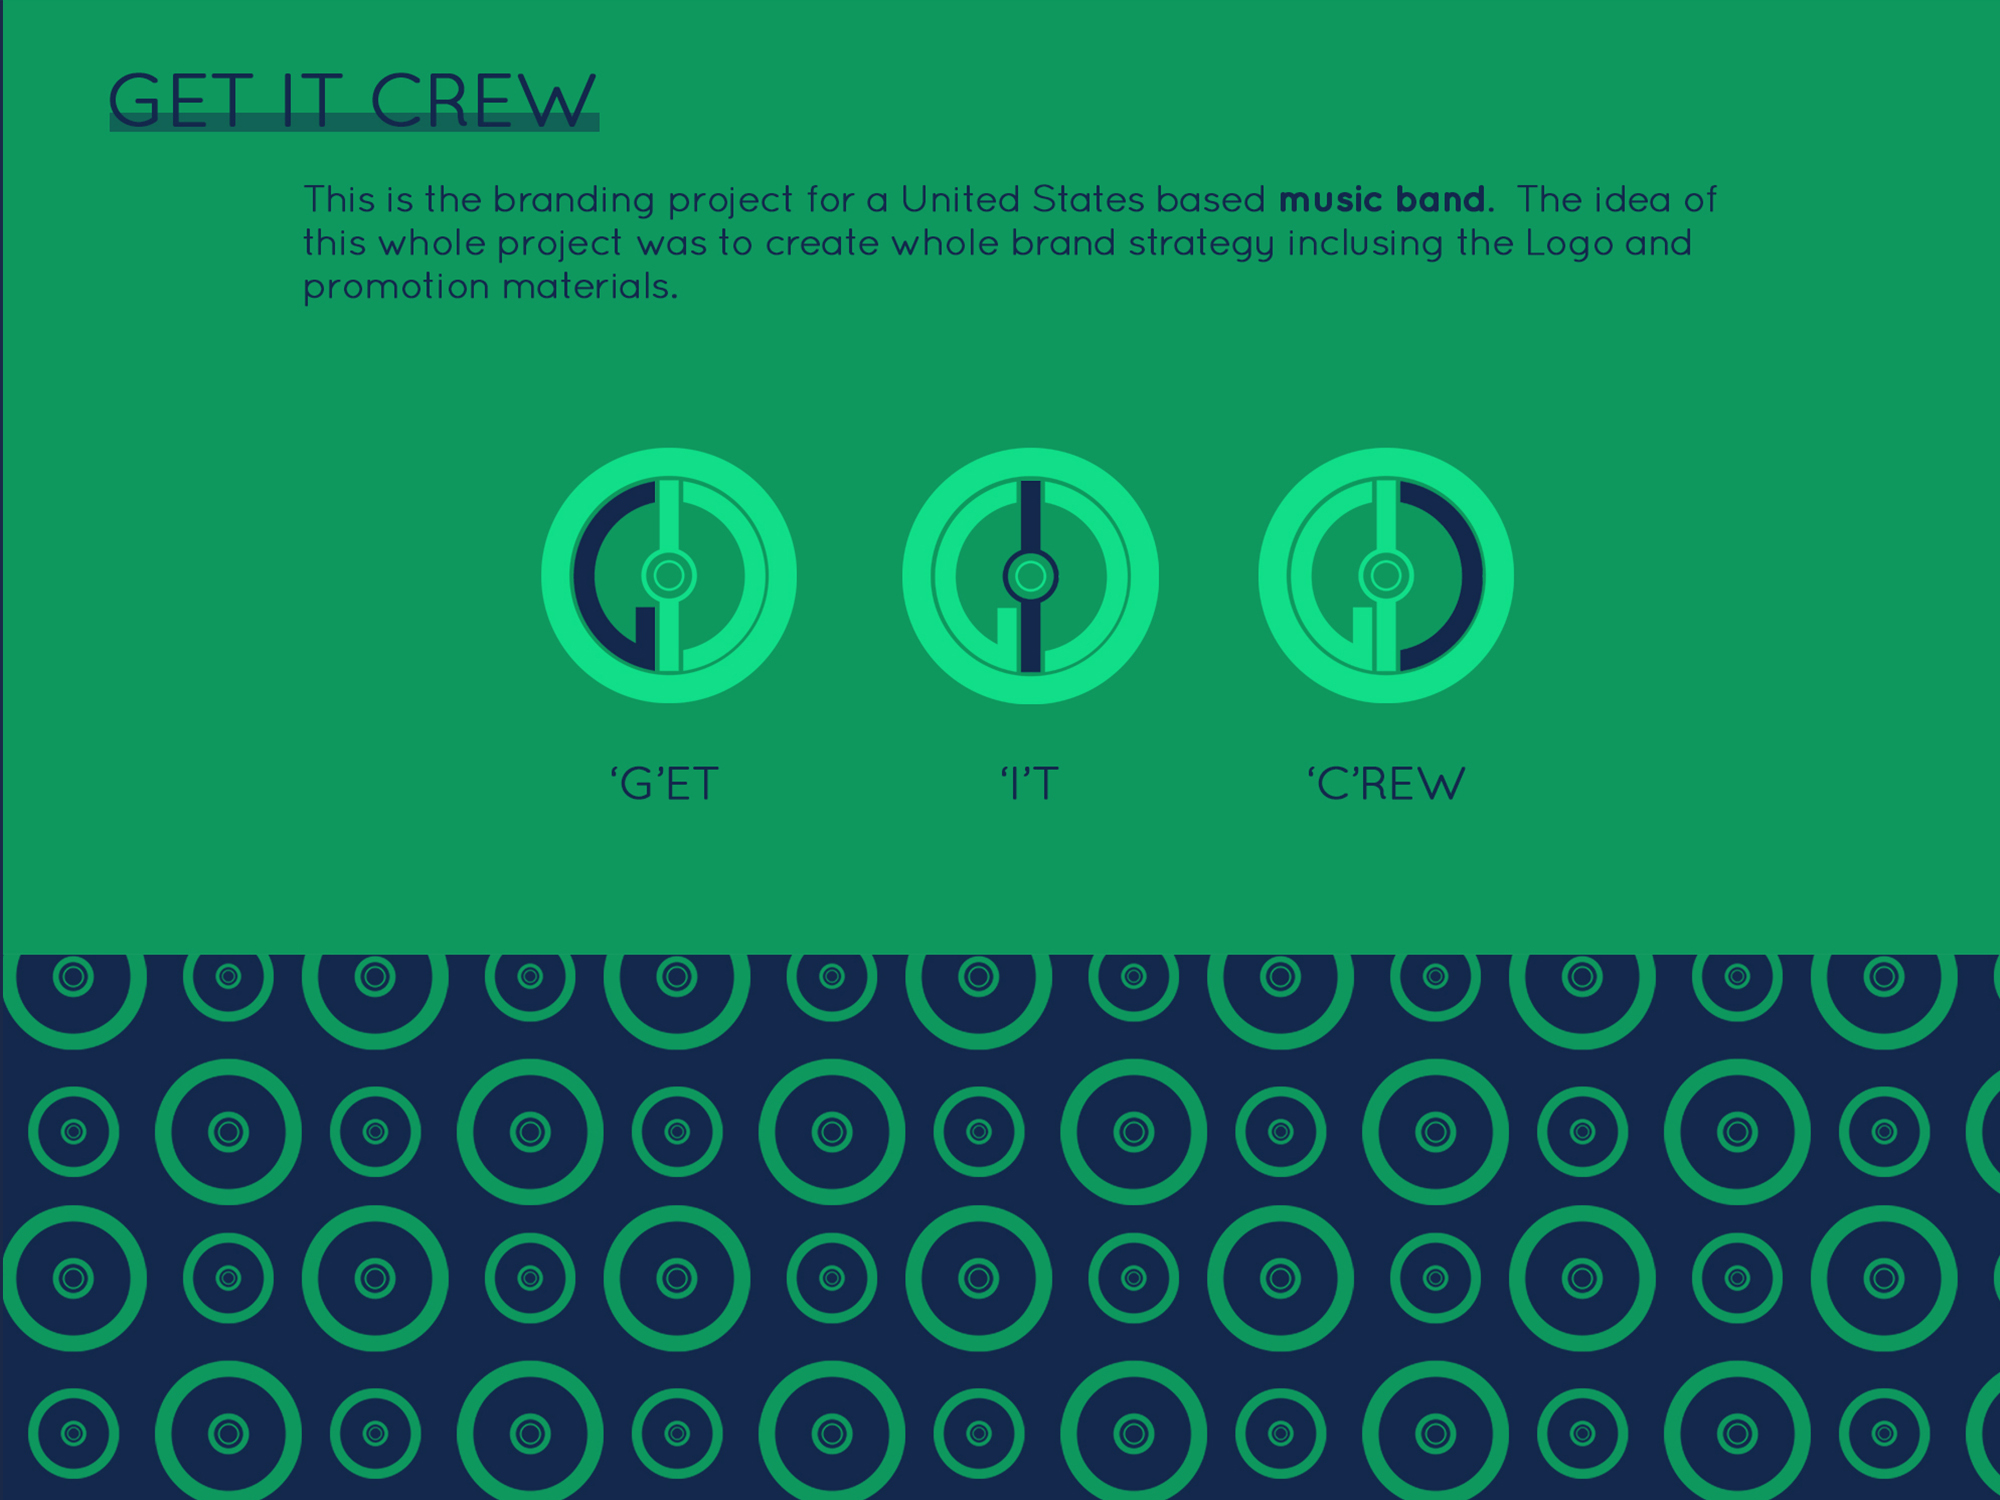 GET IT CREW
This is the branding project for a United States based music band.  The idea of
this whole project was to create whole brand strategy inclusing the Logo and
promotion materials.
‘G’ET
‘I’T
‘C’REW